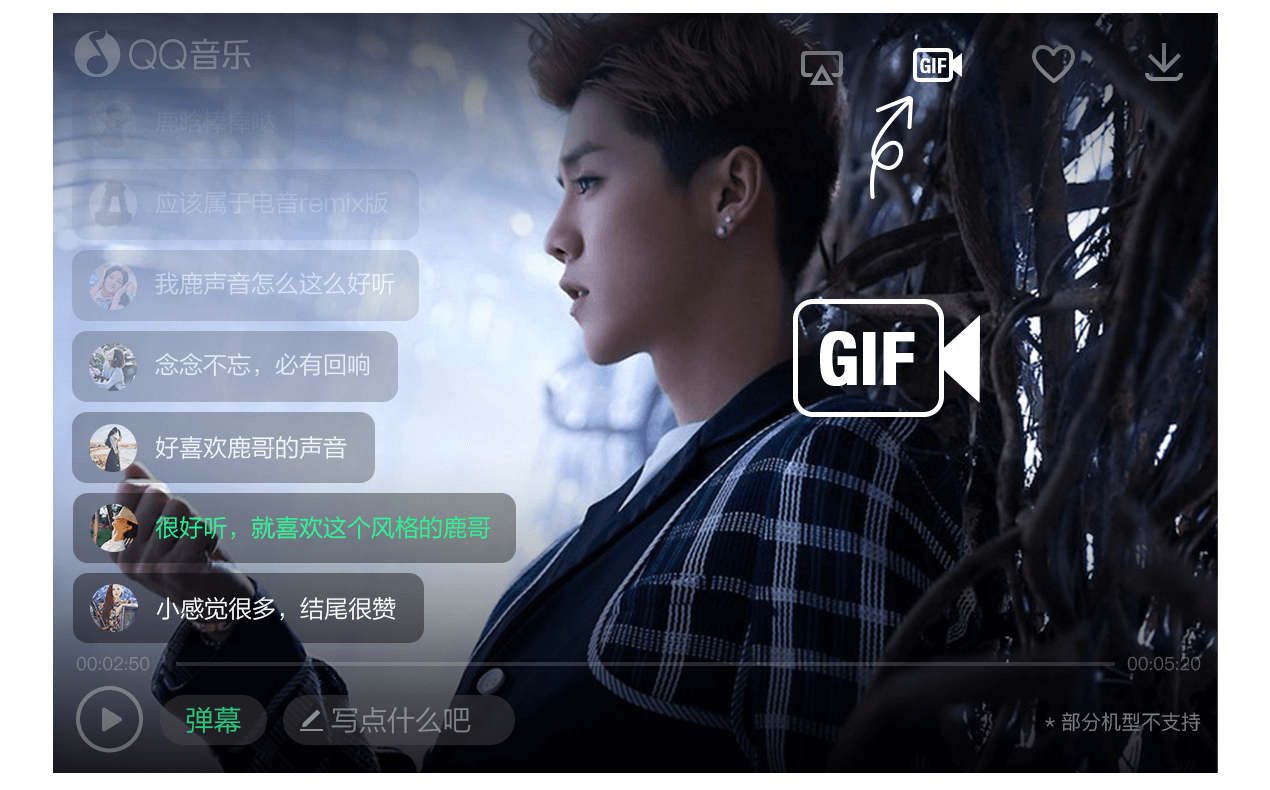 QQ音乐
GIF
鹿晗棒棒哒
应该属于电音remix版
我鹿声音怎么这么好听
GIF
念念不忘，必有回响
好喜欢鹿哥的声音
很好听，就喜欢这个风格的鹿哥
小感觉很多，结尾很赞
00:02:50
00:05:20
弹幕
写点什么吧
* 部分机型不支持